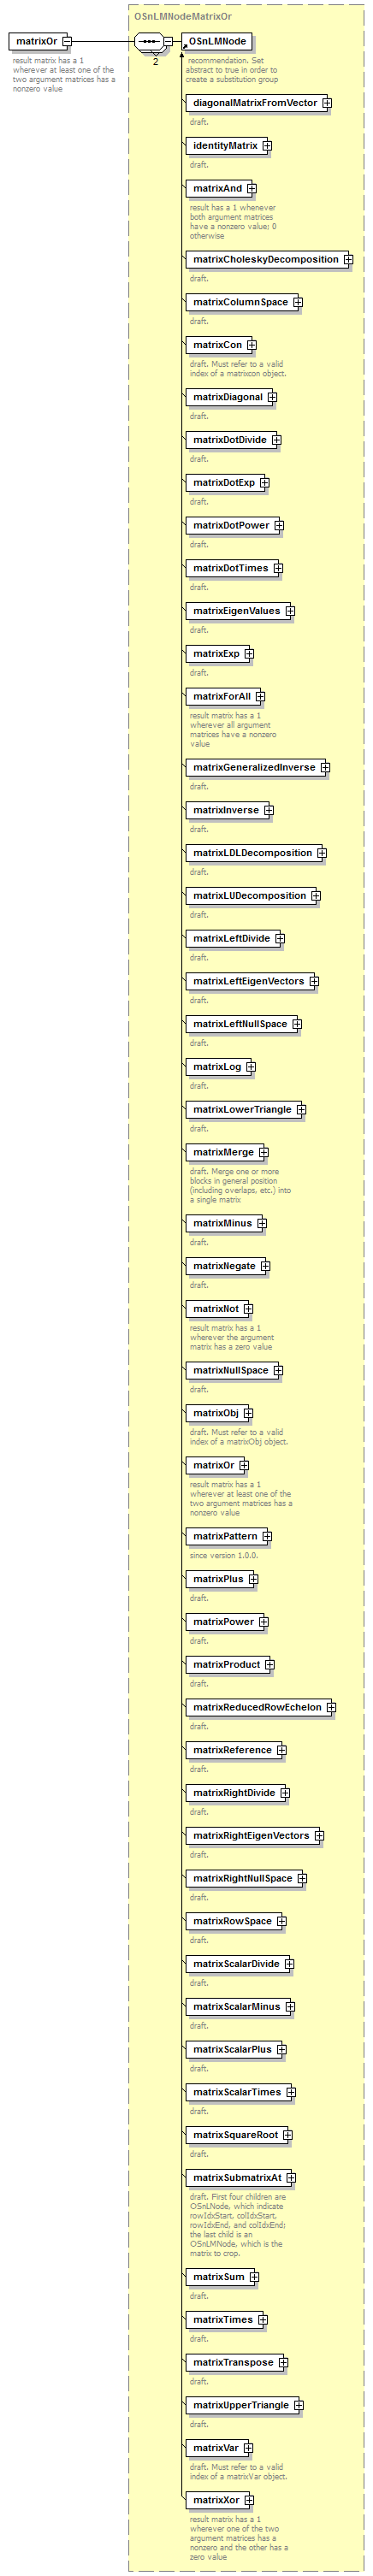 OSnLMNodeMatrixOr
matrixOr
OSnLMNode
2
result matrix has a 1
wherever at least one of the
two argument matrices has a
nonzero value
recommendation. Set
abstract to true in order to
create a substitution group
diagonalMatrixFromVector
draft.
identityMatrix
draft.
matrixAnd
result has a 1 whenever
both argument matrices
have a nonzero value; 0
otherwise
matrixCholeskyDecomposition
draft.
matrixColumnSpace
draft.
matrixCon
draft. Must refer to a valid
index of a matrixcon object.
matrixDiagonal
draft.
matrixDotDivide
draft.
matrixDotExp
draft.
matrixDotPower
draft.
matrixDotTimes
draft.
matrixEigenValues
draft.
matrixExp
draft.
matrixForAll
result matrix has a 1
wherever all argument
matrices have a nonzero
value
matrixGeneralizedInverse
draft.
matrixInverse
draft.
matrixLDLDecomposition
draft.
matrixLUDecomposition
draft.
matrixLeftDivide
draft.
matrixLeftEigenVectors
draft.
matrixLeftNullSpace
draft.
matrixLog
draft.
matrixLowerTriangle
draft.
matrixMerge
draft. Merge one or more
blocks in general position
(including overlaps, etc.) into
a single matrix
matrixMinus
draft.
matrixNegate
draft.
matrixNot
result matrix has a 1
wherever the argument
matrix has a zero value
matrixNullSpace
draft.
matrixObj
draft. Must refer to a valid
index of a matrixObj object.
matrixOr
result matrix has a 1
wherever at least one of the
two argument matrices has a
nonzero value
matrixPattern
since version 1.0.0.
matrixPlus
draft.
matrixPower
draft.
matrixProduct
draft.
matrixReducedRowEchelon
draft.
matrixReference
draft.
matrixRightDivide
draft.
matrixRightEigenVectors
draft.
matrixRightNullSpace
draft.
matrixRowSpace
draft.
matrixScalarDivide
draft.
matrixScalarMinus
draft.
matrixScalarPlus
draft.
matrixScalarTimes
draft.
matrixSquareRoot
draft.
matrixSubmatrixAt
draft. First four children are
OSnLNode, which indicate
rowIdxStart, colIdxStart,
rowIdxEnd, and colIdxEnd;
the last child is an
OSnLMNode, which is the
matrix to crop.
matrixSum
draft.
matrixTimes
draft.
matrixTranspose
draft.
matrixUpperTriangle
draft.
matrixVar
draft. Must refer to a valid
index of a matrixVar object.
matrixXor
result matrix has a 1
wherever one of the two
argument matrices has a
nonzero and the other has a
zero value